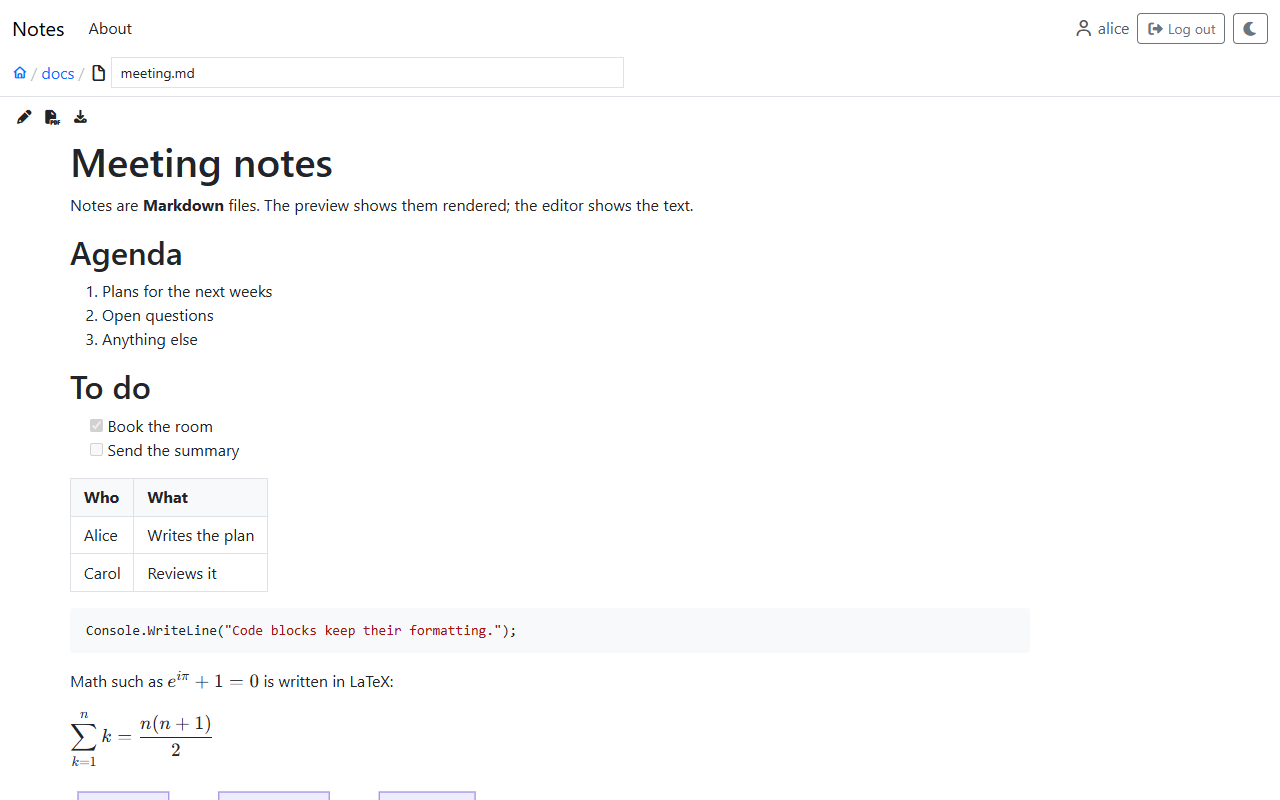 Notes About alice Log out
/ docs / meeting.md
PDF
Meeting notes
Notes are Markdown files. The preview shows them rendered; the editor shows the text.
Agenda
1. Plans for the next weeks
2. Open questions
3. Anything else
To do
Book the room
Send the summary
Who What
Alice Writes the plan
Carol Reviews it
Console.WriteLine("Code blocks keep their formatting.");
Math such as e^{iπ} + 1 = 0 is written in LaTeX:
\sum_{k=1}^{n} k = \frac{n(n+1)}{2}